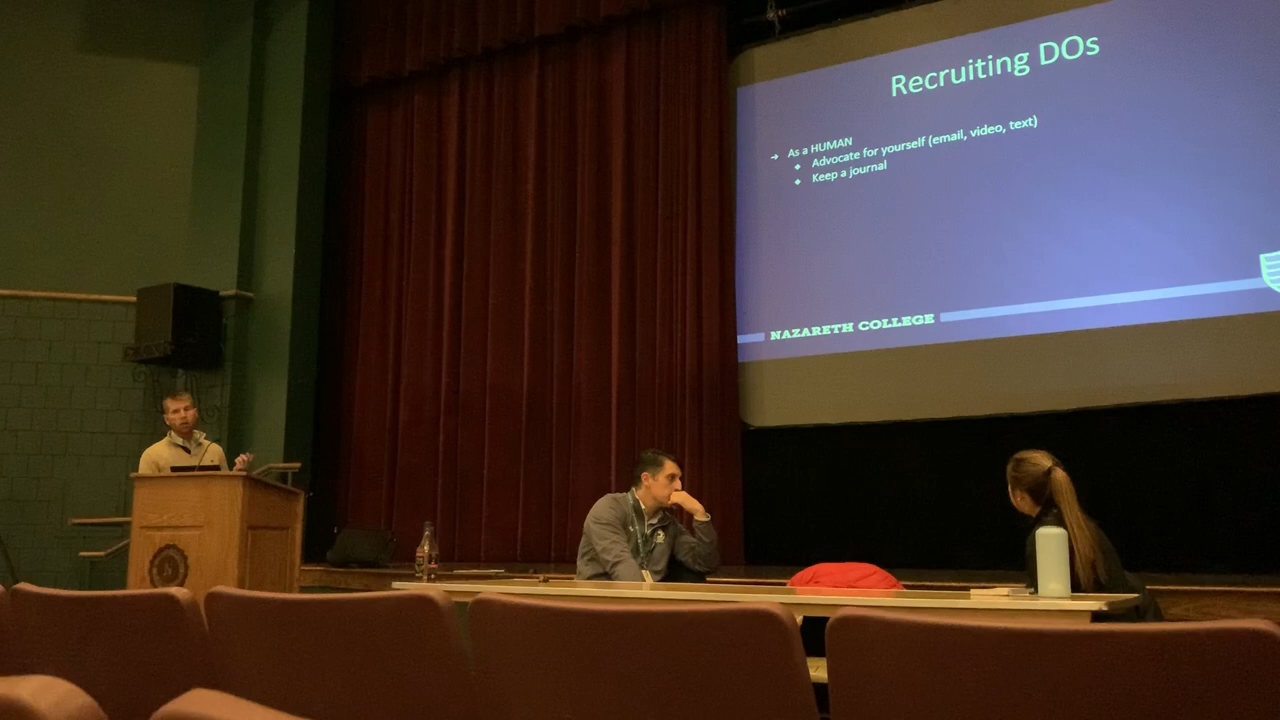 Recruiting DOs
➔ As a HUMAN
❖ Advocate for yourself (email, video, text)
❖ Keep a journal
NAZARETH COLLEGE